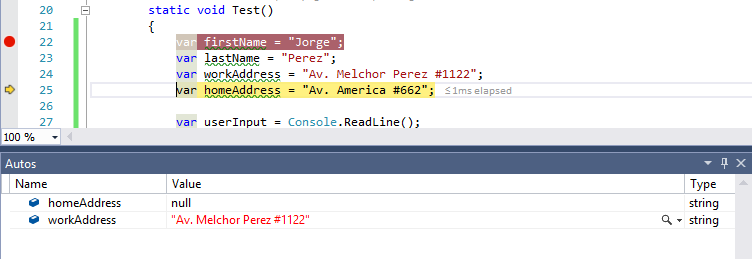 20 static void Test()
21 {
22 var firstName = "Jorge";
23 var lastName = "Perez";
24 var workAddress = "Av. Melchor Perez #1122";
25 var homeAddress = "Av. America #662"; ≤1ms elapsed
26
27 var userInput = Console.ReadLine();
100 %
Autos
Name Value Type
homeAddress null string
workAddress "Av. Melchor Perez #1122" string